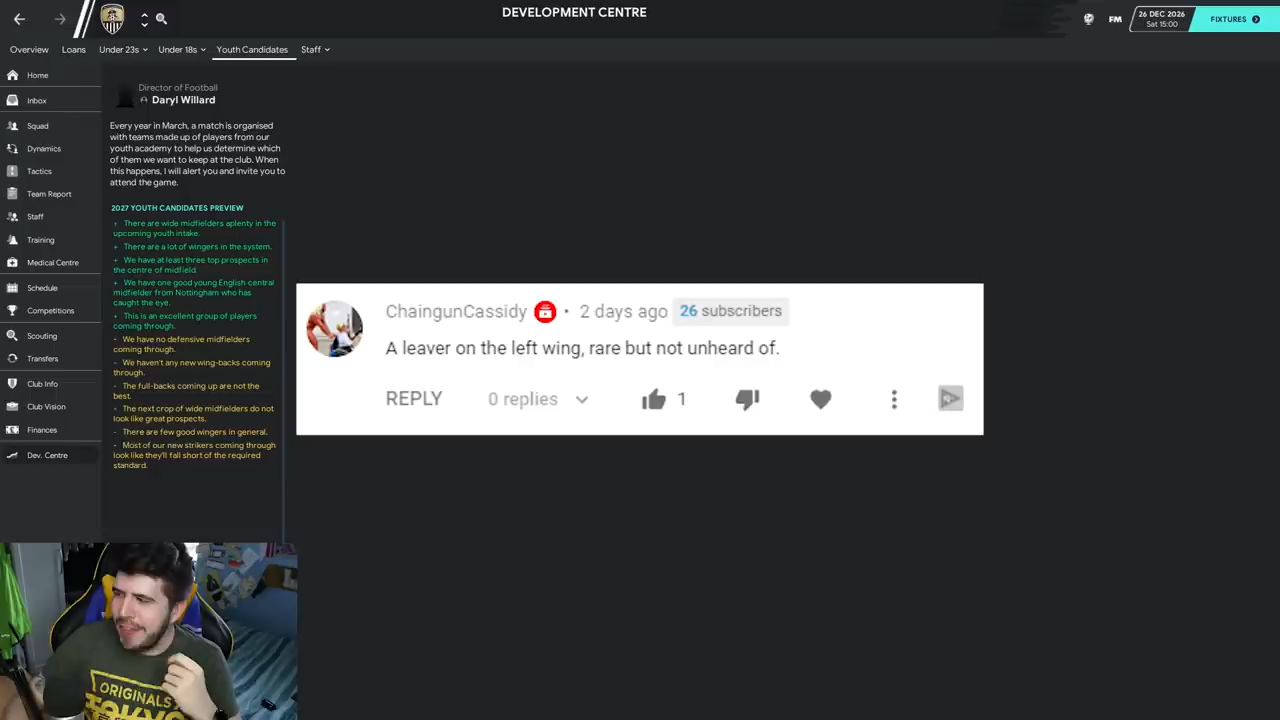 DEVELOPMENT CENTRE
FM
26 DEC 2026
Sat 15:00
FIXTURES
Overview
Loans
Under 23s
Under 18s
Youth Candidates
Staff
Home
Inbox
Squad
Dynamics
Tactics
Team Report
Staff
Training
Medical Centre
Schedule
Competitions
Scouting
Transfers
Club Info
Club Vision
Finances
Dev. Centre
Director of Football
Daryl Willard
Every year in March, a match is organised
with teams made up of players from our
youth academy to help us determine which
of them we want to keep at the club. When
this happens, I will alert you and invite you to
attend the game.
2027 YOUTH CANDIDATES PREVIEW
+ There are wide midfielders aplenty in the
upcoming youth intake.
+ There are a lot of wingers in the system.
+ We have at least three top prospects in
the centre of midfield.
+ We have one good young English central
midfielder from Nottingham who has
caught the eye.
+ This is an excellent group of players
coming through.
- We have no defensive midfielders
coming through.
- We haven't any new wing-backs coming
through.
- The full-backs coming up are not the
best.
- The next crop of wide midfielders do not
look like great prospects.
- There are few good wingers in general.
- Most of our new strikers coming through
look like they'll fall short of the required
standard.
ChaingunCassidy • 2 days ago 26 subscribers
A leaver on the left wing, rare but not unheard of.
REPLY 0 replies 1
ORIGINALS
TOKYO